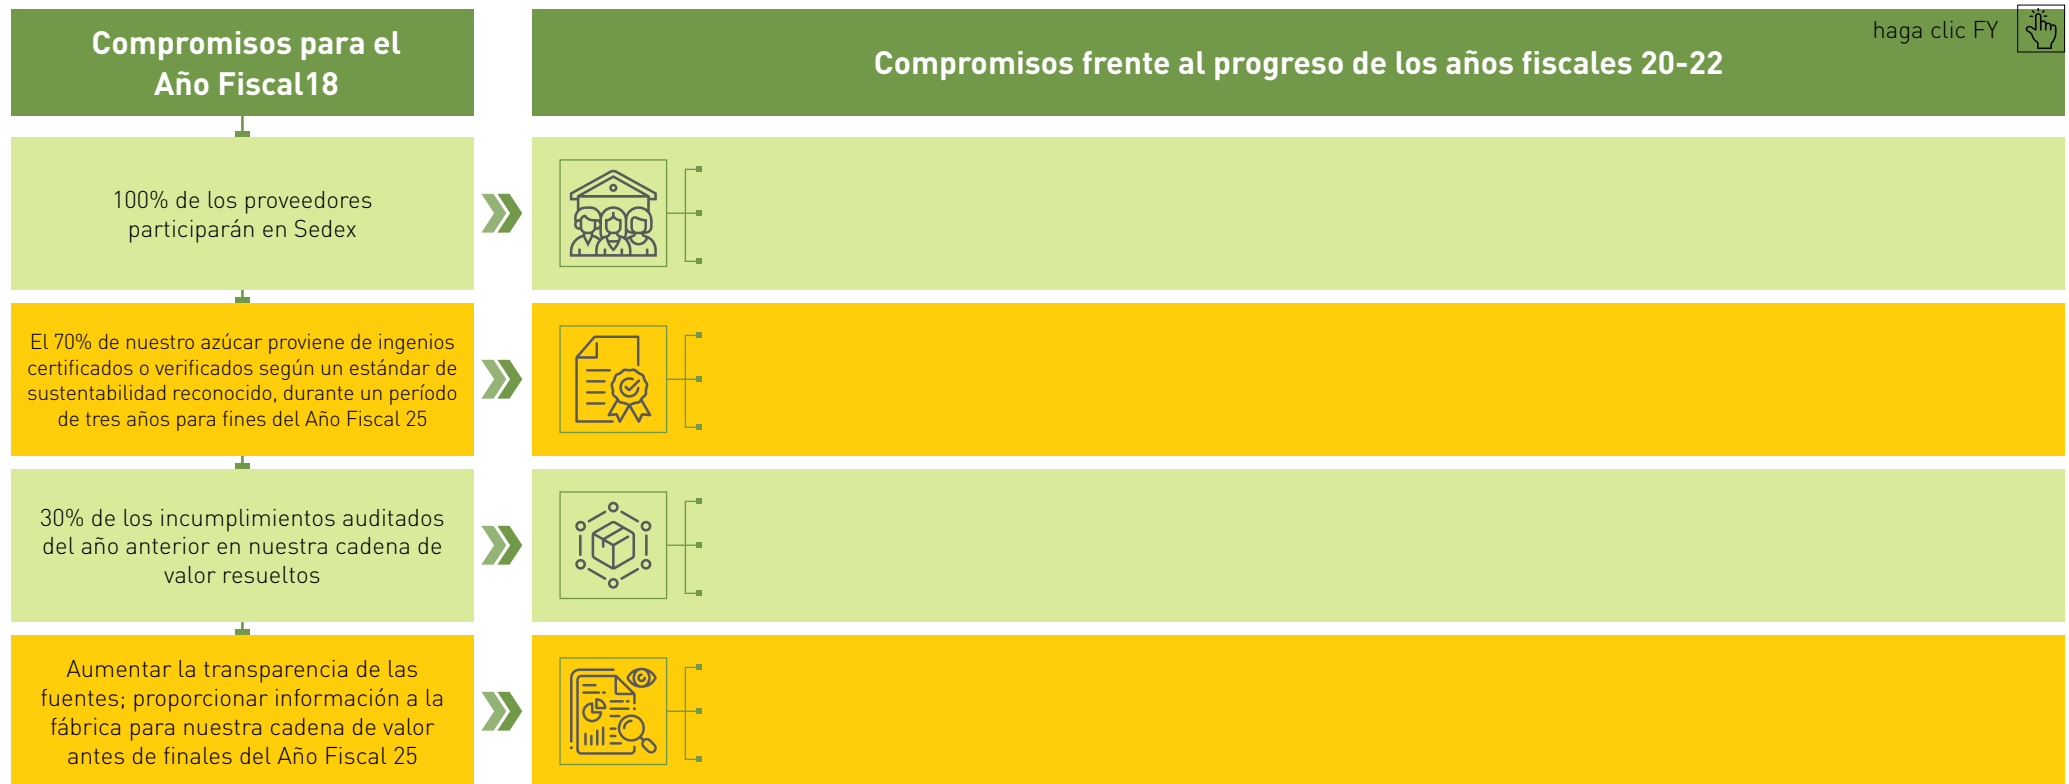 Compromisos para el
Año Fiscal18
haga clic FY
Compromisos frente al progreso de los años fiscales 20-22
100% de los proveedores
participarán en Sedex
El 70% de nuestro azúcar proviene de ingenios
certificados o verificados según un estándar de
sustentabilidad reconocido, durante un período
de tres años para fines del Año Fiscal 25
30% de los incumplimientos auditados
del año anterior en nuestra cadena de
valor resueltos
Aumentar la transparencia de las
fuentes; proporcionar información a la
fábrica para nuestra cadena de valor
antes de finales del Año Fiscal 25